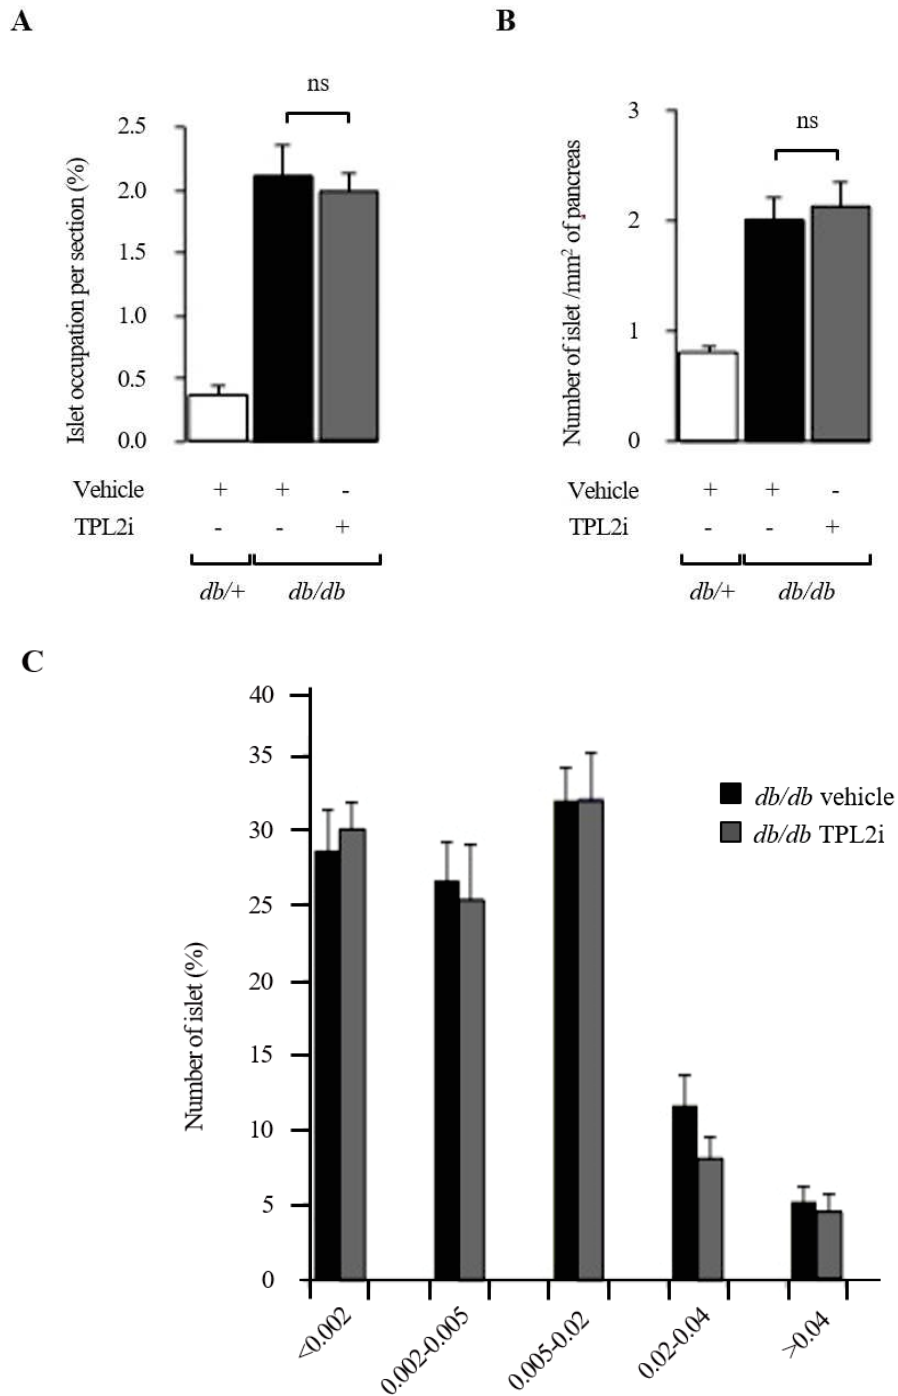 A
ns
2.5
2.0
1.5
1.0
0.5
0.0
Islet occupation per section (%)
Vehicle + + -
TPL2i - - +
db/+ db/db
B
ns
3
2
1
0
Number of islet /mm² of pancreas
Vehicle + + -
TPL2i - - +
db/+ db/db
C
40
35
30
25
20
15
10
5
0
Number of islet (%)
db/db vehicle
db/db TPL2i
<0.002
0.002-0.005
0.005-0.02
0.02-0.04
>0.04